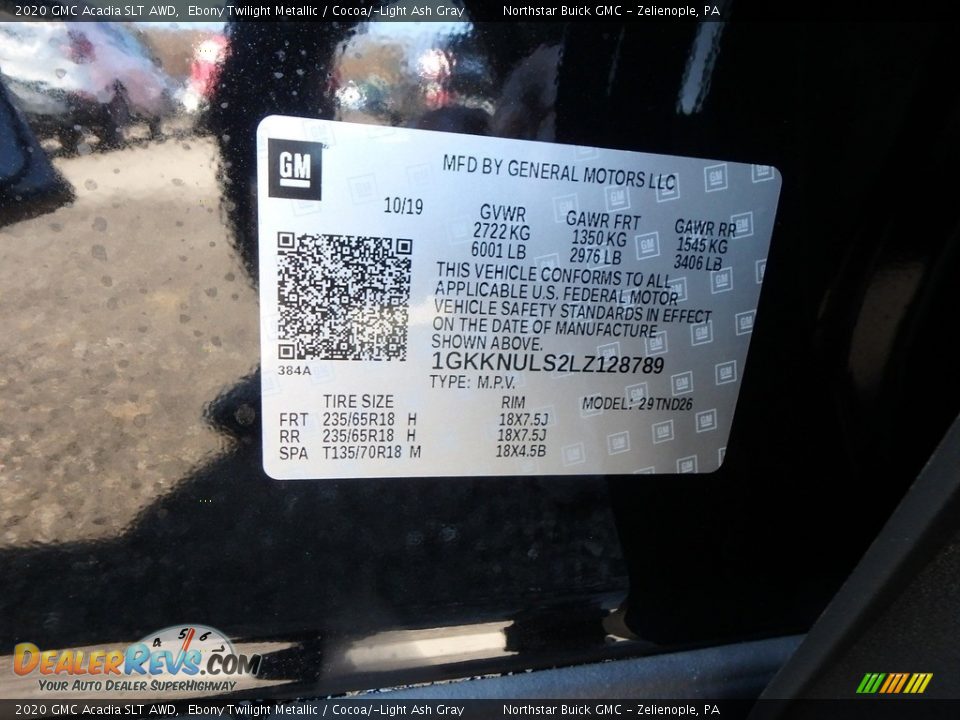 2020 GMC Acadia SLT AWD, Ebony Twilight Metallic / Cocoa/-Light Ash Gray Northstar Buick GMC - Zelienople, PA
GM
MFD BY GENERAL MOTORS LLC
10/19
GVWR GAWR FRT GAWR RR
2722 KG 1350 KG 1545 KG
6001 LB 2976 LB 3406 LB
THIS VEHICLE CONFORMS TO ALL
APPLICABLE U.S. FEDERAL MOTOR
VEHICLE SAFETY STANDARDS IN EFFECT
ON THE DATE OF MANUFACTURE
SHOWN ABOVE.
384A
1GKKNULS2LZ128789
TYPE: M.P.V.
TIRE SIZE RIM MODEL: 29TND26
FRT 235/65R18 H 18X7.5J
RR 235/65R18 H 18X7.5J
SPA T135/70R18 M 18X4.5B
4 5 6
DealerRevs.com
Your Auto Dealer SuperHighway
2020 GMC Acadia SLT AWD, Ebony Twilight Metallic / Cocoa/-Light Ash Gray Northstar Buick GMC - Zelienople, PA